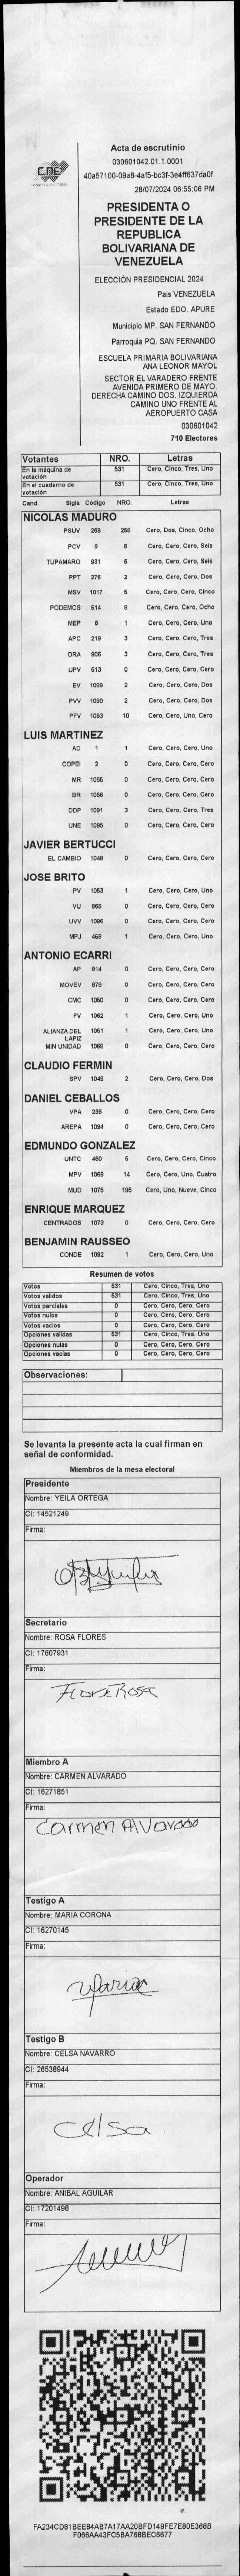 CNE
Acta de escrutinio
030601042.01.1.0001
40a57100-09a8-4af5-bc3f-3e4ff637da0f
28/07/2024 06:55:06 PM
PRESIDENTA O
PRESIDENTE DE LA
REPUBLICA
BOLIVARIANA DE
VENEZUELA
ELECCIÓN PRESIDENCIAL 2024
País VENEZUELA
Estado EDO. APURE
Municipio MP. SAN FERNANDO
Parroquia PQ. SAN FERNANDO
ESCUELA PRIMARIA BOLIVARIANA
ANA LEONOR MAYOL
SECTOR EL VARADERO FRENTE
AVENIDA PRIMERO DE MAYO.
DERECHA CAMINO DOS. IZQUIERDA
CAMINO UNO FRENTE AL
AEROPUERTO CASA
030601042
710 Electores
Votantes NRO. Letras
En la máquina de votación 531 Cero, Cinco, Tres, Uno
En el cuaderno de votación 531 Cero, Cinco, Tres, Uno
Cand. Sigla Código NRO. Letras
NICOLAS MADURO
PSUV 269 258 Cero, Dos, Cinco, Ocho
PCV 9 6 Cero, Cero, Cero, Seis
TUPAMARO 931 6 Cero, Cero, Cero, Seis
PPT 276 2 Cero, Cero, Cero, Dos
MSV 1017 5 Cero, Cero, Cero, Cinco
PODEMOS 514 8 Cero, Cero, Cero, Ocho
MEP 6 1 Cero, Cero, Cero, Uno
APC 219 3 Cero, Cero, Cero, Tres
ORA 906 3 Cero, Cero, Cero, Tres
UPV 513 0 Cero, Cero, Cero, Cero
EV 1089 2 Cero, Cero, Cero, Dos
PVV 1090 2 Cero, Cero, Cero, Dos
PFV 1093 10 Cero, Cero, Uno, Cero
LUIS MARTINEZ
AD 1 1 Cero, Cero, Cero, Uno
COPEI 2 0 Cero, Cero, Cero, Cero
MR 1065 0 Cero, Cero, Cero, Cero
BR 1066 0 Cero, Cero, Cero, Cero
DDP 1091 3 Cero, Cero, Cero, Tres
UNE 1095 0 Cero, Cero, Cero, Cero
JAVIER BERTUCCI
EL CAMBIO 1048 0 Cero, Cero, Cero, Cero
JOSE BRITO
PV 1053 1 Cero, Cero, Cero, Uno
VU 968 0 Cero, Cero, Cero, Cero
UVV 1096 0 Cero, Cero, Cero, Cero
MPJ 458 1 Cero, Cero, Cero, Uno
ANTONIO ECARRI
AP 814 0 Cero, Cero, Cero, Cero
MOVEV 878 0 Cero, Cero, Cero, Cero
CMC 1050 0 Cero, Cero, Cero, Cero
FV 1062 1 Cero, Cero, Cero, Uno
ALIANZA DEL LAPIZ 1051 1 Cero, Cero, Cero, Uno
MIN UNIDAD 1069 0 Cero, Cero, Cero, Cero
CLAUDIO FERMIN
SPV 1049 2 Cero, Cero, Cero, Dos
DANIEL CEBALLOS
VPA 236 0 Cero, Cero, Cero, Cero
AREPA 1094 0 Cero, Cero, Cero, Cero
EDMUNDO GONZALEZ
UNTC 460 5 Cero, Cero, Cero, Cinco
MPV 1069 14 Cero, Cero, Uno, Cuatro
MUD 1075 195 Cero, Uno, Nueve, Cinco
ENRIQUE MARQUEZ
CENTRADOS 1073 0 Cero, Cero, Cero, Cero
BENJAMIN RAUSSEO
CONDE 1092 1 Cero, Cero, Cero, Uno
Resumen de votos
Votos 531 Cero, Cinco, Tres, Uno
Votos validos 531 Cero, Cinco, Tres, Uno
Votos parciales 0 Cero, Cero, Cero, Cero
Votos nulos 0 Cero, Cero, Cero, Cero
Votos vacios 0 Cero, Cero, Cero, Cero
Opciones validas 531 Cero, Cinco, Tres, Uno
Opciones nulas 0 Cero, Cero, Cero, Cero
Opciones vacias 0 Cero, Cero, Cero, Cero
Observaciones:
Se levanta la presente acta la cual firman en
señal de conformidad.
Miembros de la mesa electoral
Presidente
Nombre: YEILA ORTEGA
CI: 14521249
Firma:
Secretario
Nombre: ROSA FLORES
CI: 17607931
Firma:
Flores Rosa
Miembro A
Nombre: CARMEN ALVARADO
CI: 16271851
Firma:
Carmen Alvarado
Testigo A
Nombre: MARIA CORONA
CI: 16270145
Firma:
Maria
Testigo B
Nombre: CELSA NAVARRO
CI: 26538944
Firma:
Celsa
Operador
Nombre: ANIBAL AGUILAR
CI: 17201498
Firma:
FA234CD81BEE84AB7A17AA20BFD149FE7E80E368B
F066AA43FC5BA768BEC6677